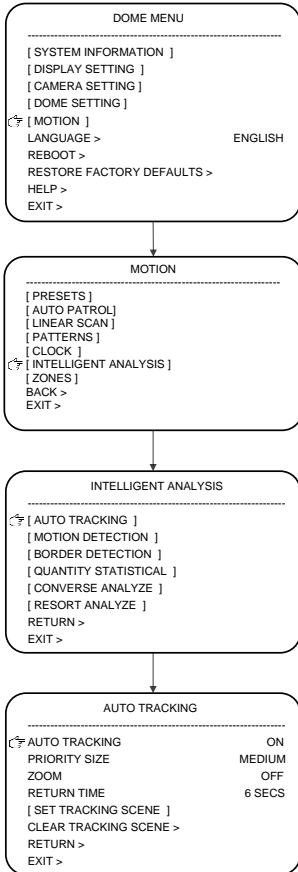 DOME MENU
[ SYSTEM INFORMATION ]
[ DISPLAY SETTING ]
[ CAMERA SETTING ]
[ DOME SETTING ]
[ MOTION ]
LANGUAGE > ENGLISH
REBOOT >
RESTORE FACTORY DEFAULTS >
HELP >
EXIT >
MOTION
[ PRESETS ]
[ AUTO PATROL]
[ LINEAR SCAN ]
[ PATTERNS ]
[ CLOCK ]
[ INTELLIGENT ANALYSIS ]
[ ZONES ]
BACK >
EXIT >
INTELLIGENT ANALYSIS
[ AUTO TRACKING ]
[ MOTION DETECTION ]
[ BORDER DETECTION ]
[ QUANTITY STATISTICAL ]
[ CONVERSE ANALYZE ]
[ RESORT ANALYZE ]
RETURN >
EXIT >
AUTO TRACKING
AUTO TRACKING ON
PRIORITY SIZE MEDIUM
ZOOM OFF
RETURN TIME 6 SECS
[ SET TRACKING SCENE ]
CLEAR TRACKING SCENE >
RETURN >
EXIT >